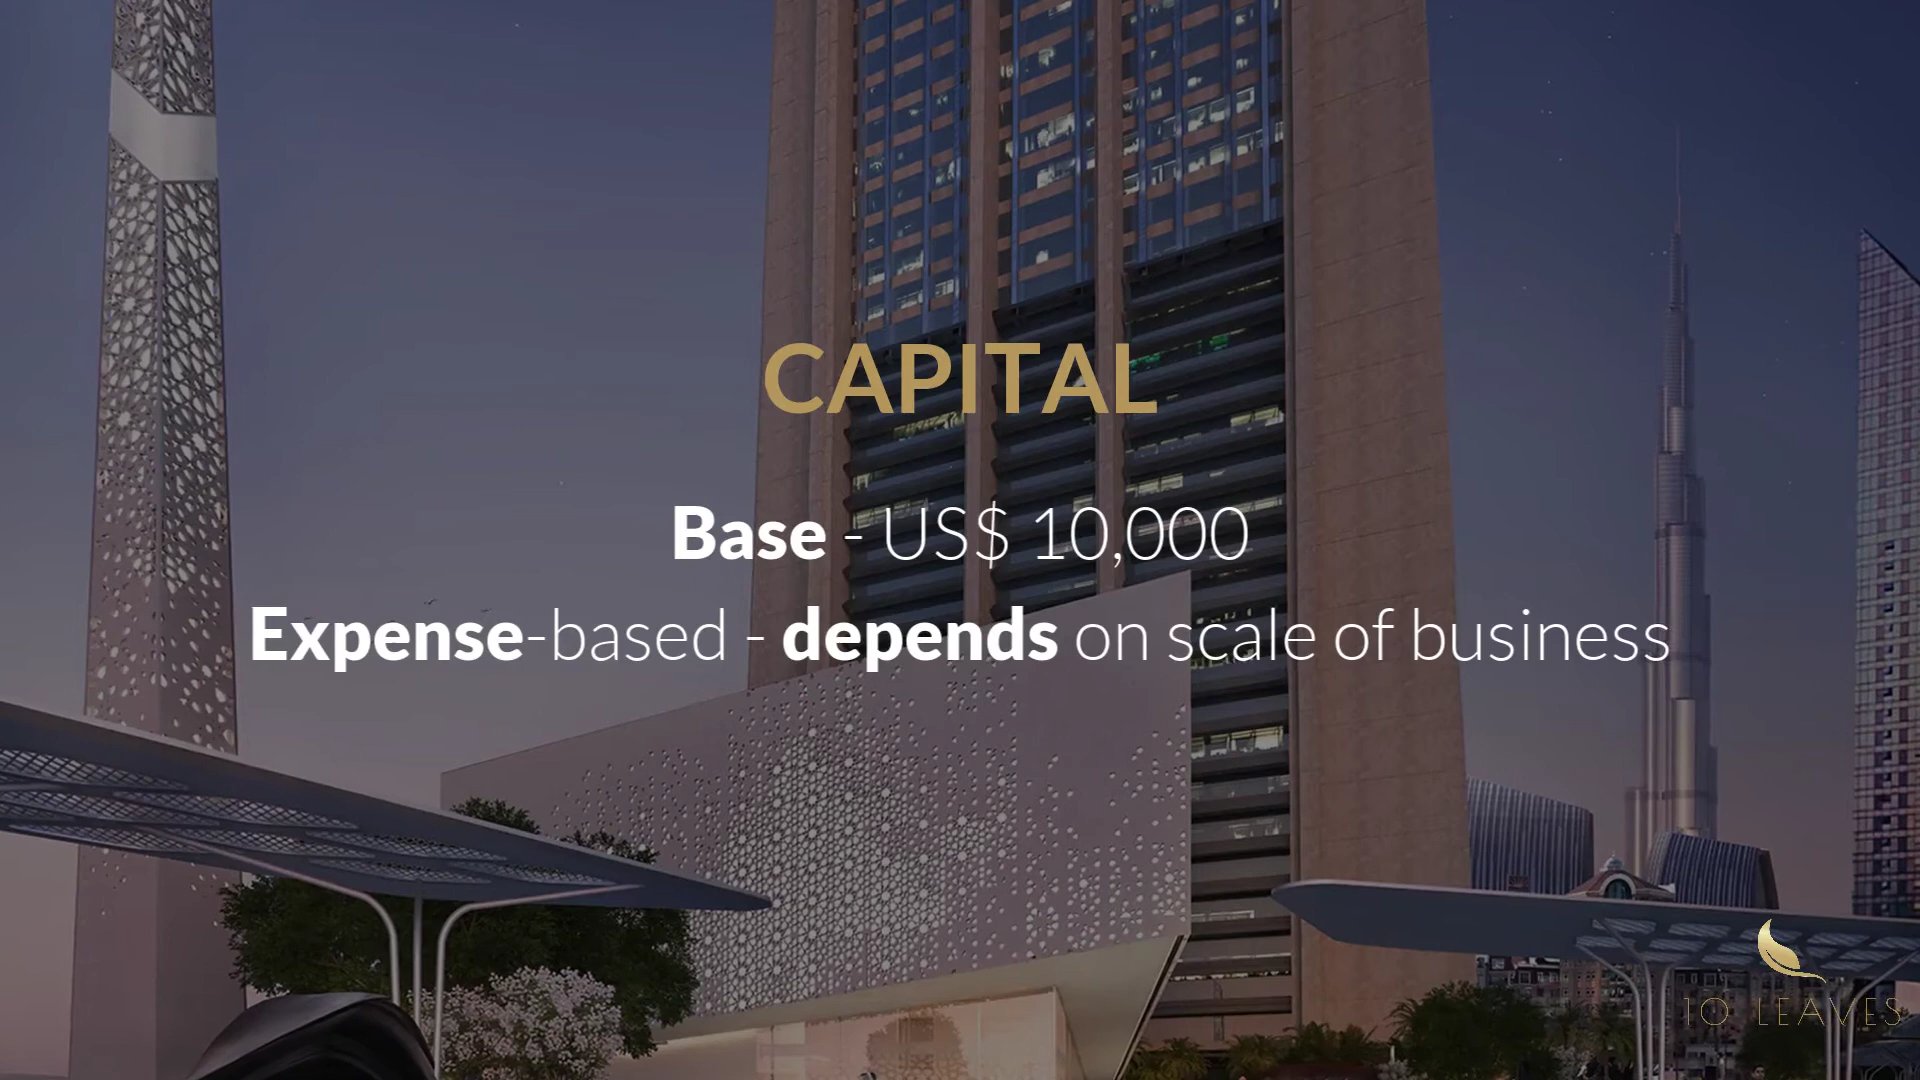 CAPITAL
Base - US$ 10,000
Expense-based - depends on scale of business
10 LEAVES